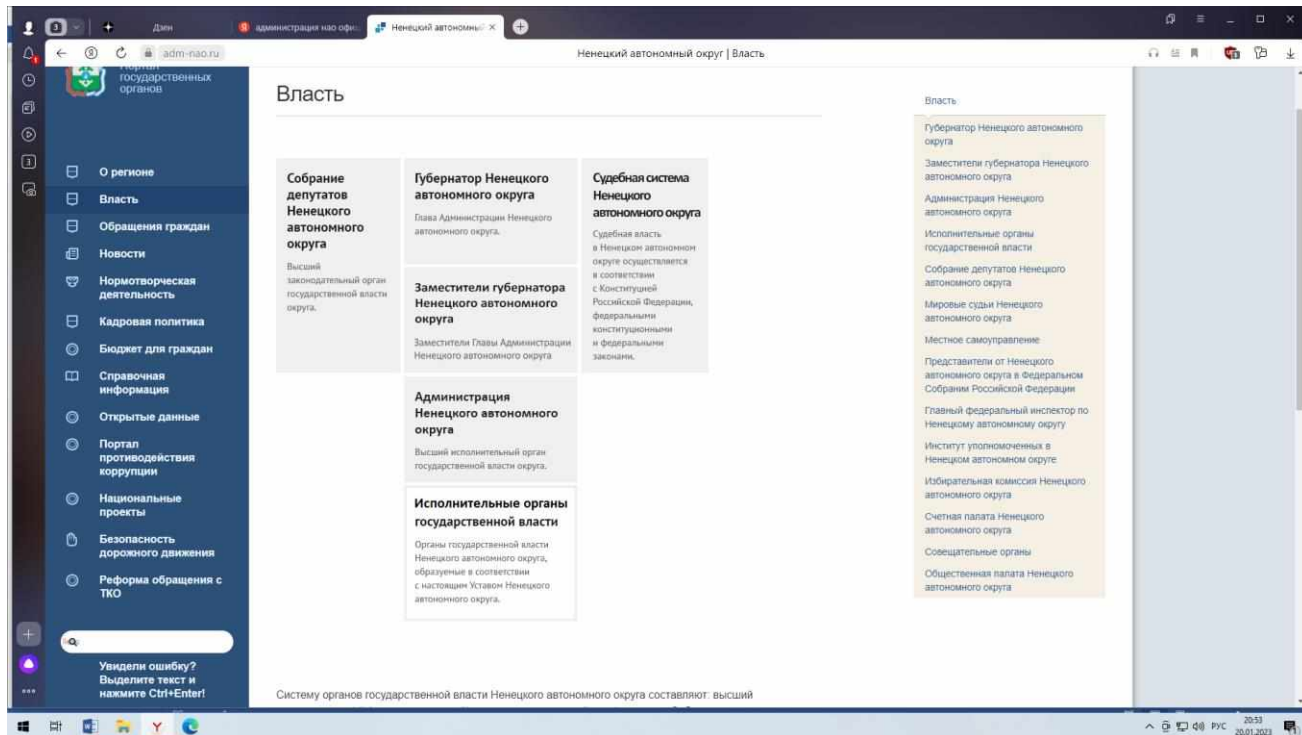 3
Дзен
администрация нао офи
Ненецкий автономны
adm-nao.ru
Ненецкий автономный округ | Власть
государственных
органов
О регионе
Власть
Обращения граждан
Новости
Нормотворческая
деятельность
Кадровая политика
Бюджет для граждан
Справочная
информация
Открытые данные
Портал
противодействия
коррупции
Национальные
проекты
Безопасность
дорожного движения
Реформа обращения с
ТКО
Увидели ошибку?
Выделите текст и
нажмите Ctrl+Enter!
Власть
Собрание
депутатов
Ненецкого
автономного
округа
Высший
законодательный орган
государственной власти
округа.
Губернатор Ненецкого
автономного округа
Глава Администрации Ненецкого
автономного округа.
Заместители губернатора
Ненецкого автономного
округа
Заместители Главы Администрации
Ненецкого автономного округа
Администрация
Ненецкого автономного
округа
Высший исполнительный орган
государственной власти округа.
Исполнительные органы
государственной власти
Органы государственной власти
Ненецкого автономного округа,
образуемые в соответствии
с настоящим Уставом Ненецкого
автономного округа.
Судебная система
Ненецкого
автономного округа
Судебная власть
в Ненецком автономном
округе осуществляется
в соответствии
с Конституцией
Российской Федерации,
федеральными
конституционными
и федеральными
законами.
Систему органов государственной власти Ненецкого автономного округа составляют: высший
Власть
Губернатор Ненецкого автономного
округа
Заместители губернатора Ненецкого
автономного округа
Администрация Ненецкого
автономного округа
Исполнительные органы
государственной власти
Собрание депутатов Ненецкого
автономного округа
Мировые судьи Ненецкого
автономного округа
Местное самоуправление
Представители от Ненецкого
автономного округа в Федеральном
Собрании Российской Федерации
Главный федеральный инспектор по
Ненецкому автономному округу
Институт уполномоченных в
Ненецком автономном округе
Избирательная комиссия Ненецкого
автономного округа
Счетная палата Ненецкого
автономного округа
Совещательные органы
Общественная палата Ненецкого
автономного округа
РУС
20:53
20.01.2023